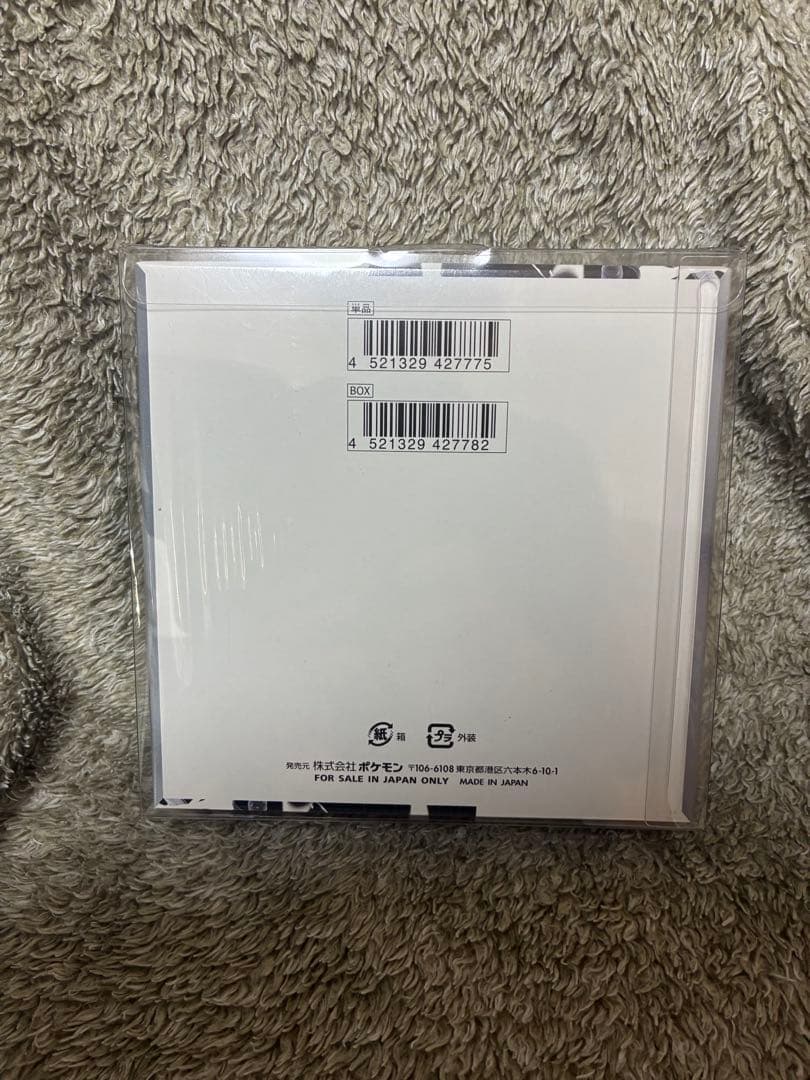 単品
4 521329 427775
BOX
4 521329 427782
紙 箱 プラ 外装
発売元 株式会社 ポケモン 〒106-6108 東京都港区六本木6-10-1
FOR SALE IN JAPAN ONLY MADE IN JAPAN